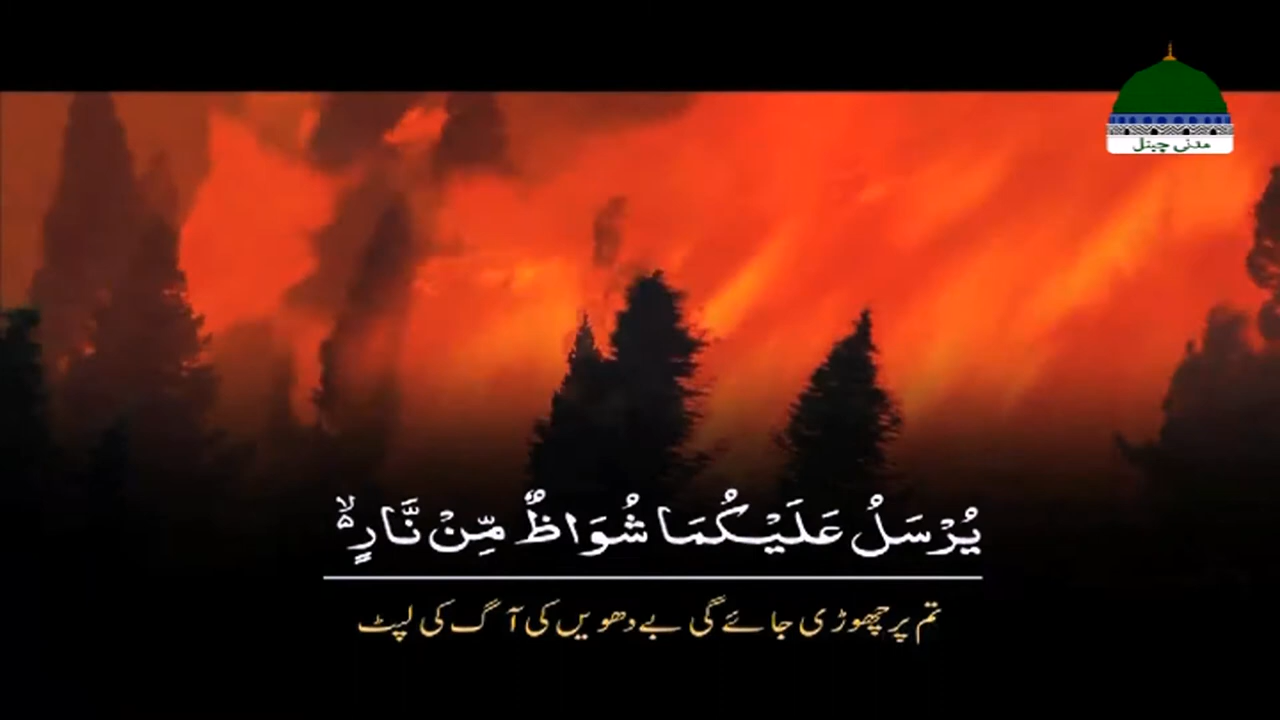 مدنی چینل
یُرْسَلُ عَلَیْكُمَا شُوَاظٌ مِّنْ نَّارٍ ۙ۬
تم پر چھوڑی جائے گی بے دھویں کی آگ کی لپٹ